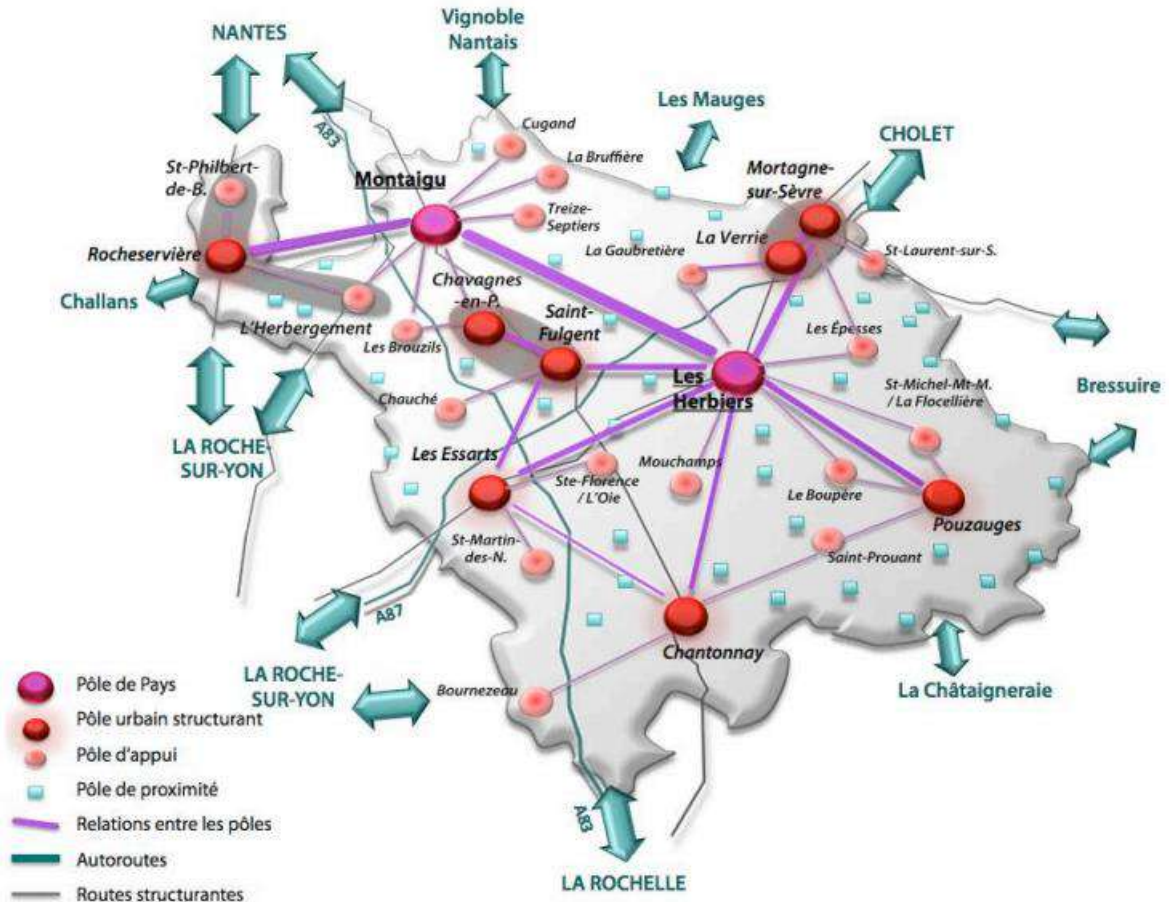 NANTES
Vignoble
Nantais
Les Mauges
CHOLET
A83
Cugand
La Bruffière
St-Philbert-
de-B.
Montaigu
Mortagne-
sur-Sèvre
Treize-
Septiers
La Verrie
La Gaubretière
St-Laurent-sur-S.
Rocheservière
Chavagnes
-en-P.
Saint-
Fulgent
Challans
L'Herbergement
Les Brouzils
Les Épesses
Bressuire
Les
Herbiers
St-Michel-Mt-M.
/ La Flocellière
Chauché
LA ROCHE-
SUR-YON
Les Essarts
Ste-Florence
/ L'Oie
Mouchamps
Le Boupère
Pouzauges
St-Martin-
des-N.
Saint-Prouant
A87
Chantonnay
LA ROCHE-
SUR-YON
Bournezeau
La Châtaigneraie
A83
LA ROCHELLE
Pôle de Pays
Pôle urbain structurant
Pôle d'appui
Pôle de proximité
Relations entre les pôles
Autoroutes
Routes structurantes